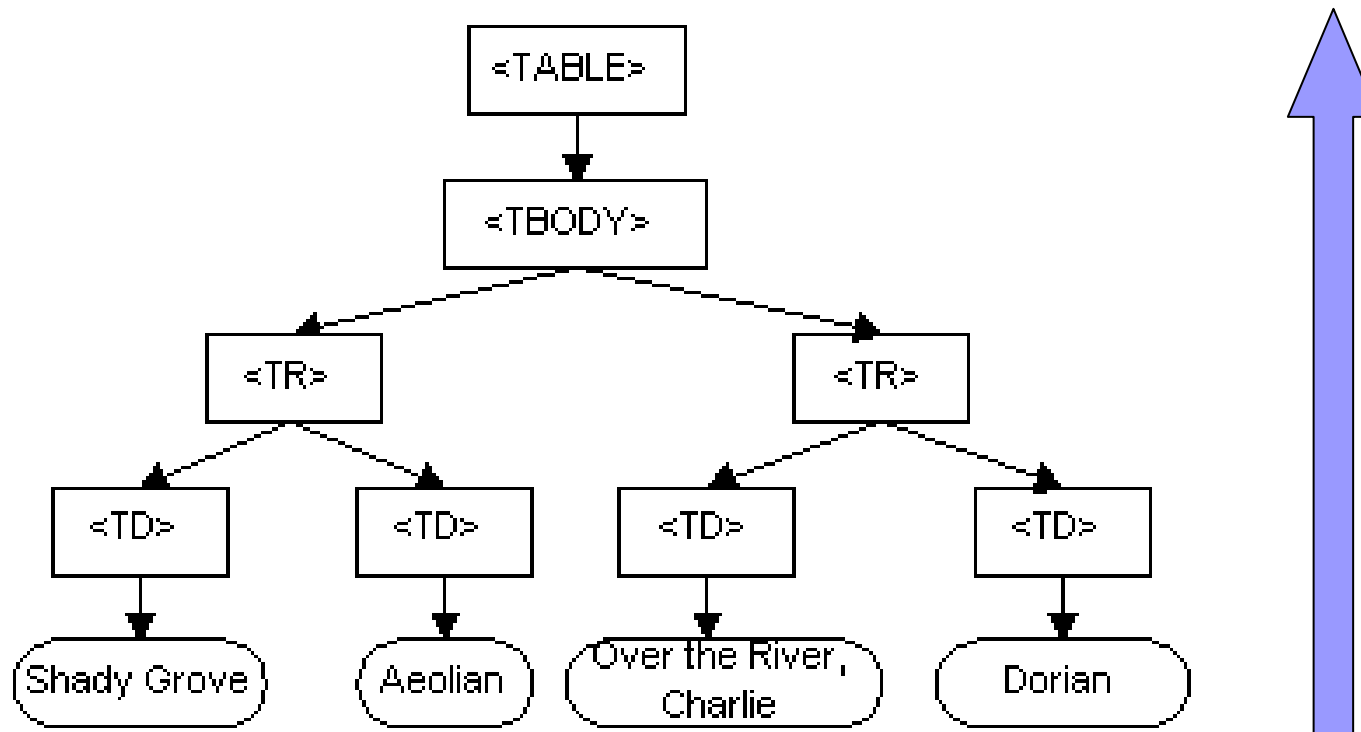 <TABLE>
<TBODY>
<TR>
<TR>
<TD>
<TD>
<TD>
<TD>
Shady Grove
Aeolian
Over the River,
Charlie
Dorian